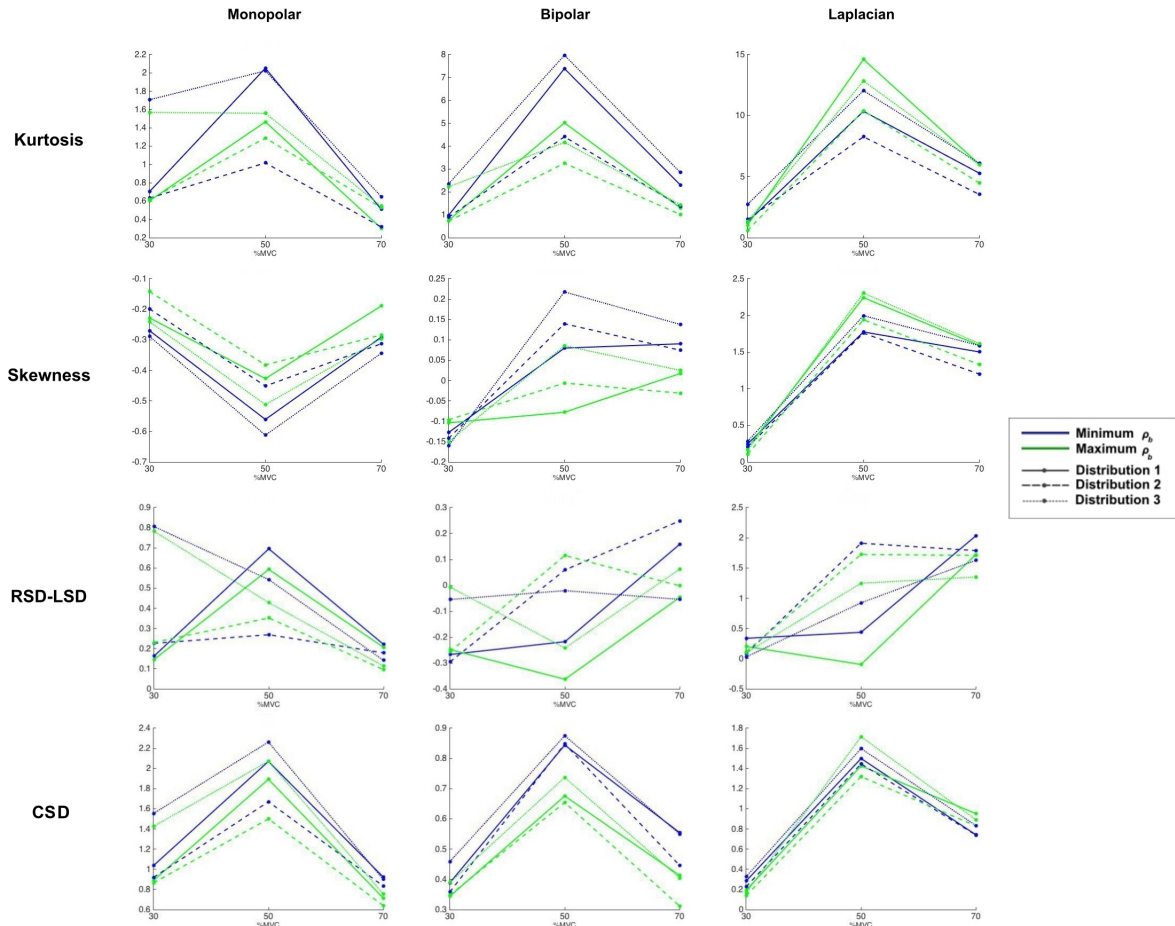 Monopolar Bipolar Laplacian
Kurtosis
2.2
2
1.8
1.6
1.4
1.2
1
0.8
0.6
0.4
0.2
30 50 70
%MVC
8
7
6
5
4
3
2
1
0
30 50 70
%MVC
15
10
5
0
30 50 70
%MVC
Skewness
-0.1
-0.2
-0.3
-0.4
-0.5
-0.6
-0.7
30 50 70
%MVC
0.25
0.2
0.15
0.1
0.05
0
-0.05
-0.1
-0.15
-0.2
30 50 70
%MVC
2.5
2
1.5
1
0.5
0
30 50 70
%MVC
Minimum ρb
Maximum ρb
Distribution 1
Distribution 2
Distribution 3
RSD-LSD
0.9
0.8
0.7
0.6
0.5
0.4
0.3
0.2
0.1
0
30 50 70
%MVC
0.3
0.2
0.1
0
-0.1
-0.2
-0.3
-0.4
30 50 70
%MVC
2.5
2
1.5
1
0.5
0
-0.5
30 50 70
%MVC
CSD
2.4
2.2
2
1.8
1.6
1.4
1.2
1
0.8
0.6
30 50 70
%MVC
0.9
0.8
0.7
0.6
0.5
0.4
0.3
30 50 70
%MVC
1.8
1.6
1.4
1.2
1
0.8
0.6
0.4
0.2
0
30 50 70
%MVC